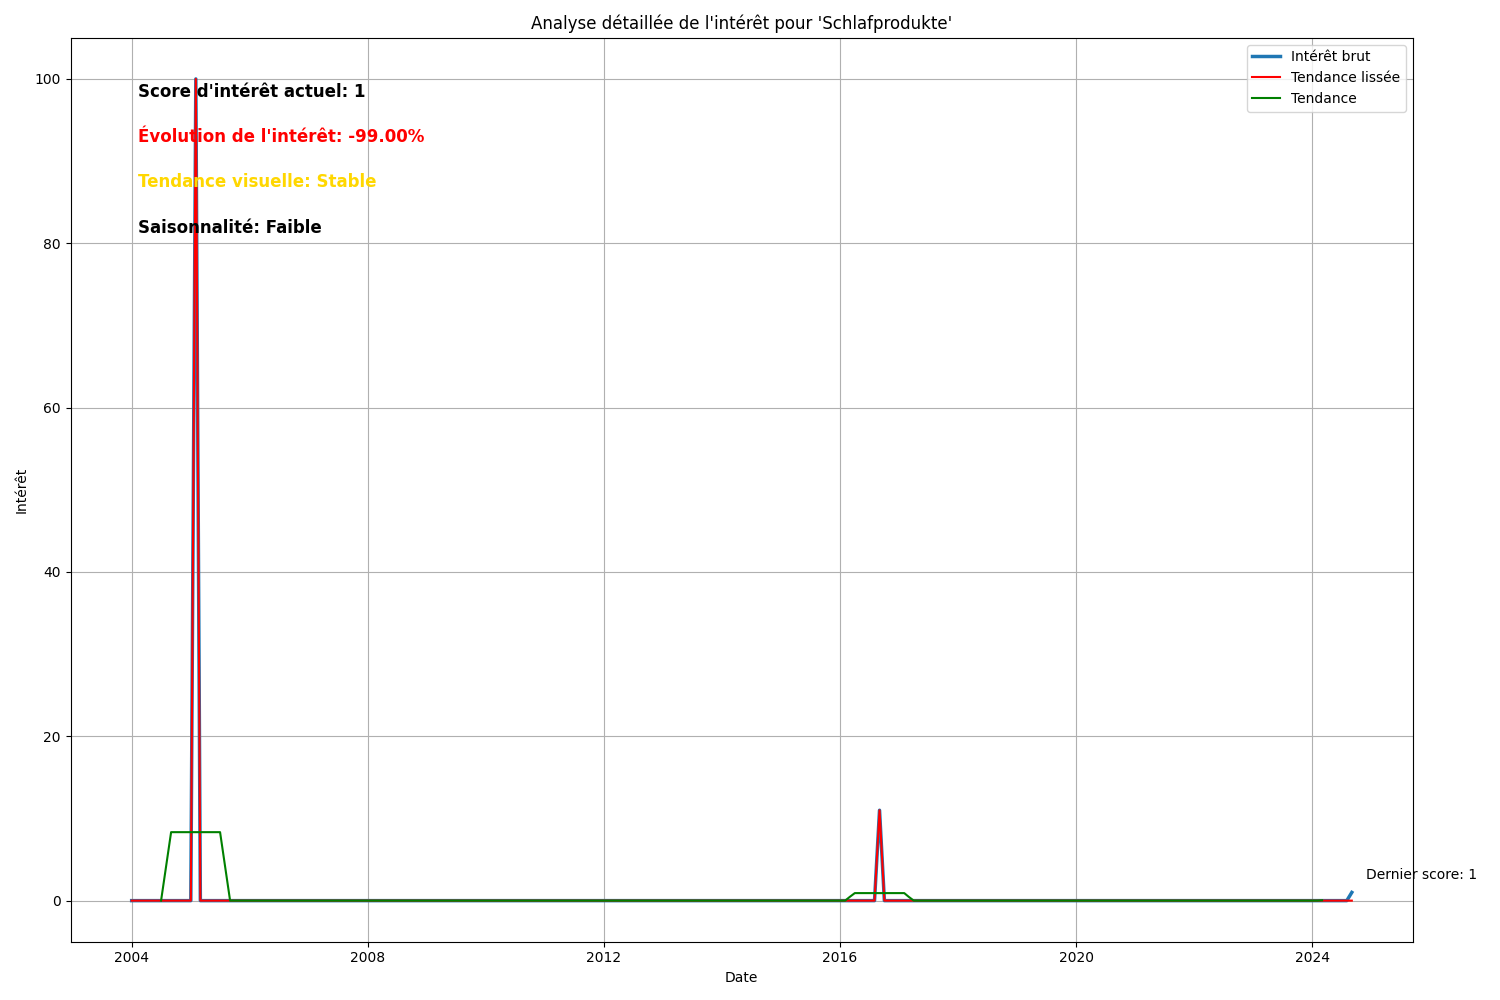 Analyse détaillée de l'intérêt pour 'Schlafprodukte'
Intérêt brut
Tendance lissée
Tendance
Score d'intérêt actuel: 1
Évolution de l'intérêt: -99.00%
Tendance visuelle: Stable
Saisonnalité: Faible
100
80
60
40
20
0
Intérêt
Dernier score: 1
2004
2008
2012
2016
2020
2024
Date